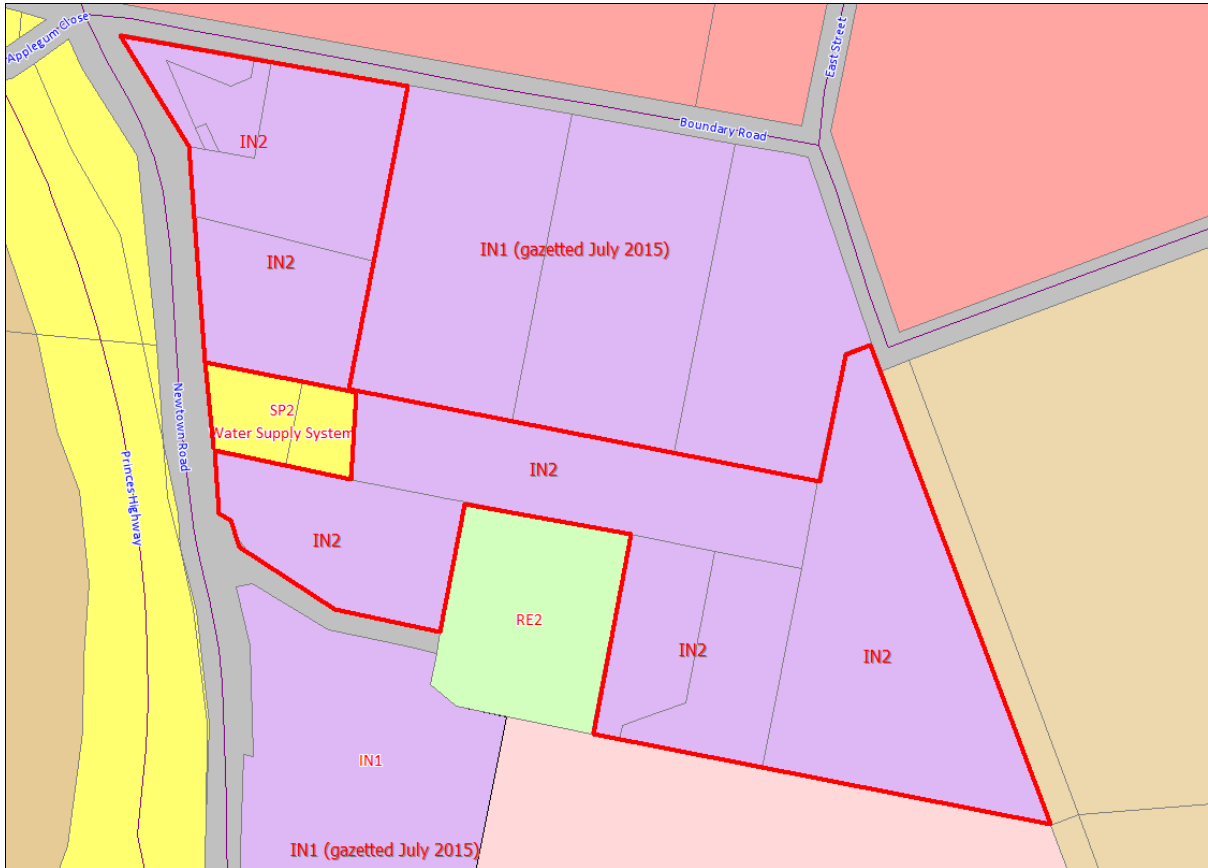 Applegum Close
East Street
Boundary Road
IN2
IN1 (gazetted July 2015)
IN2
Newtown Road
SP2
Water Supply System
Princes Highway
IN2
IN2
RE2
IN2
IN2
IN1
IN1 (gazetted July 2015)